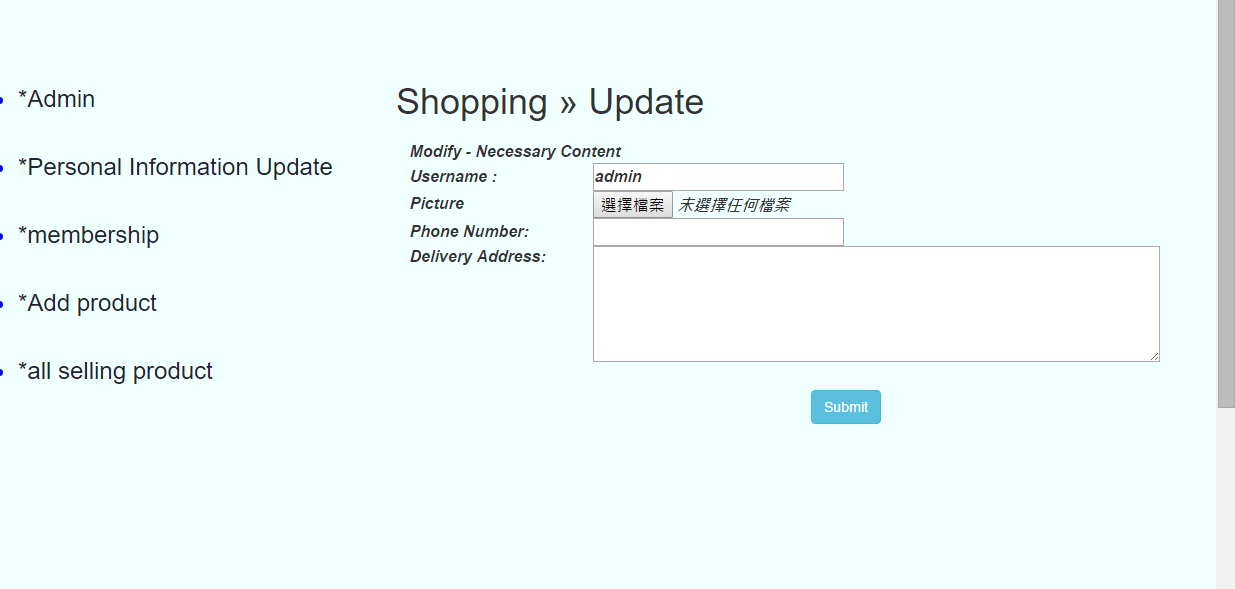 *Admin
*Personal Information Update
*membership
*Add product
*all selling product
Shopping » Update
Modify - Necessary Content
Username : admin
Picture 選擇檔案 未選擇任何檔案
Phone Number:
Delivery Address:
Submit